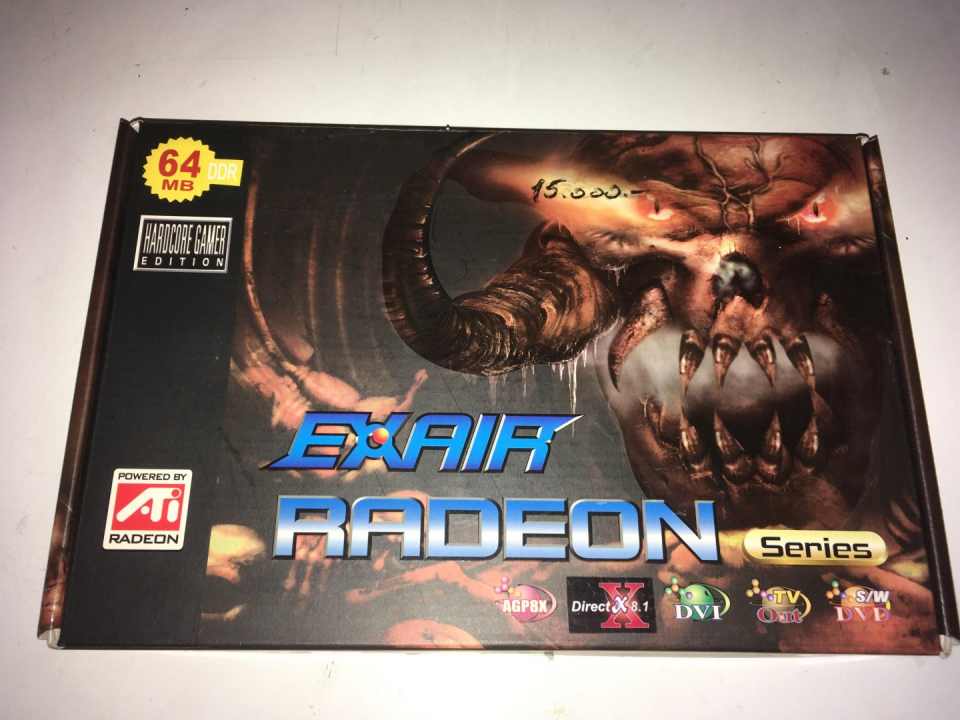 64
MB
DDR
HARDCORE GAMER
EDITION
15.000.-
EXAIR
RADEON
Series
POWERED BY
ATi
RADEON
AGP8X
Direct X 8.1
DVI
TV
Out
S/W
DVD